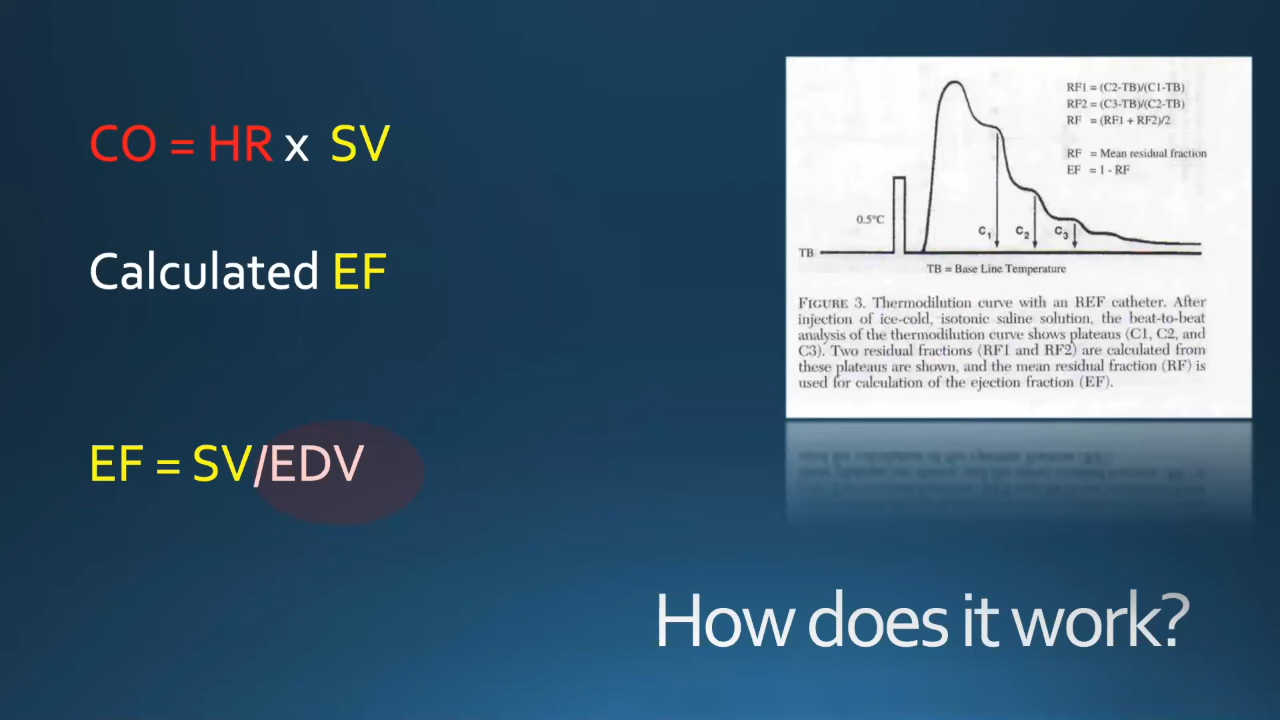 CO = HR x SV
Calculated EF
EF = SV/EDV
RF1 = (C2-TB)/(C1-TB)
RF2 = (C3-TB)/(C2-TB)
RF = (RF1 + RF2)/2
RF = Mean residual fraction
EF = 1 - RF
0.5°C
C1 C2 C3
TB
TB = Base Line Temperature
FIGURE 3. Thermodilution curve with an REF catheter. After
injection of ice-cold, isotonic saline solution, the beat-to-beat
analysis of the thermodilution curve shows plateaus (C1, C2, and
C3). Two residual fractions (RF1 and RF2) are calculated from
these plateaus are shown, and the mean residual fraction (RF) is
used for calculation of the ejection fraction (EF).
How does it work?